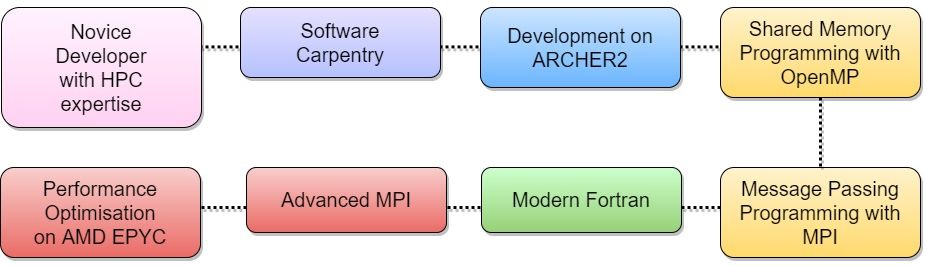 Novice
Developer
with HPC
expertise
Software
Carpentry
Development on
ARCHER2
Shared Memory
Programming with
OpenMP
Performance
Optimisation
on AMD EPYC
Advanced MPI
Modern Fortran
Message Passing
Programming with
MPI